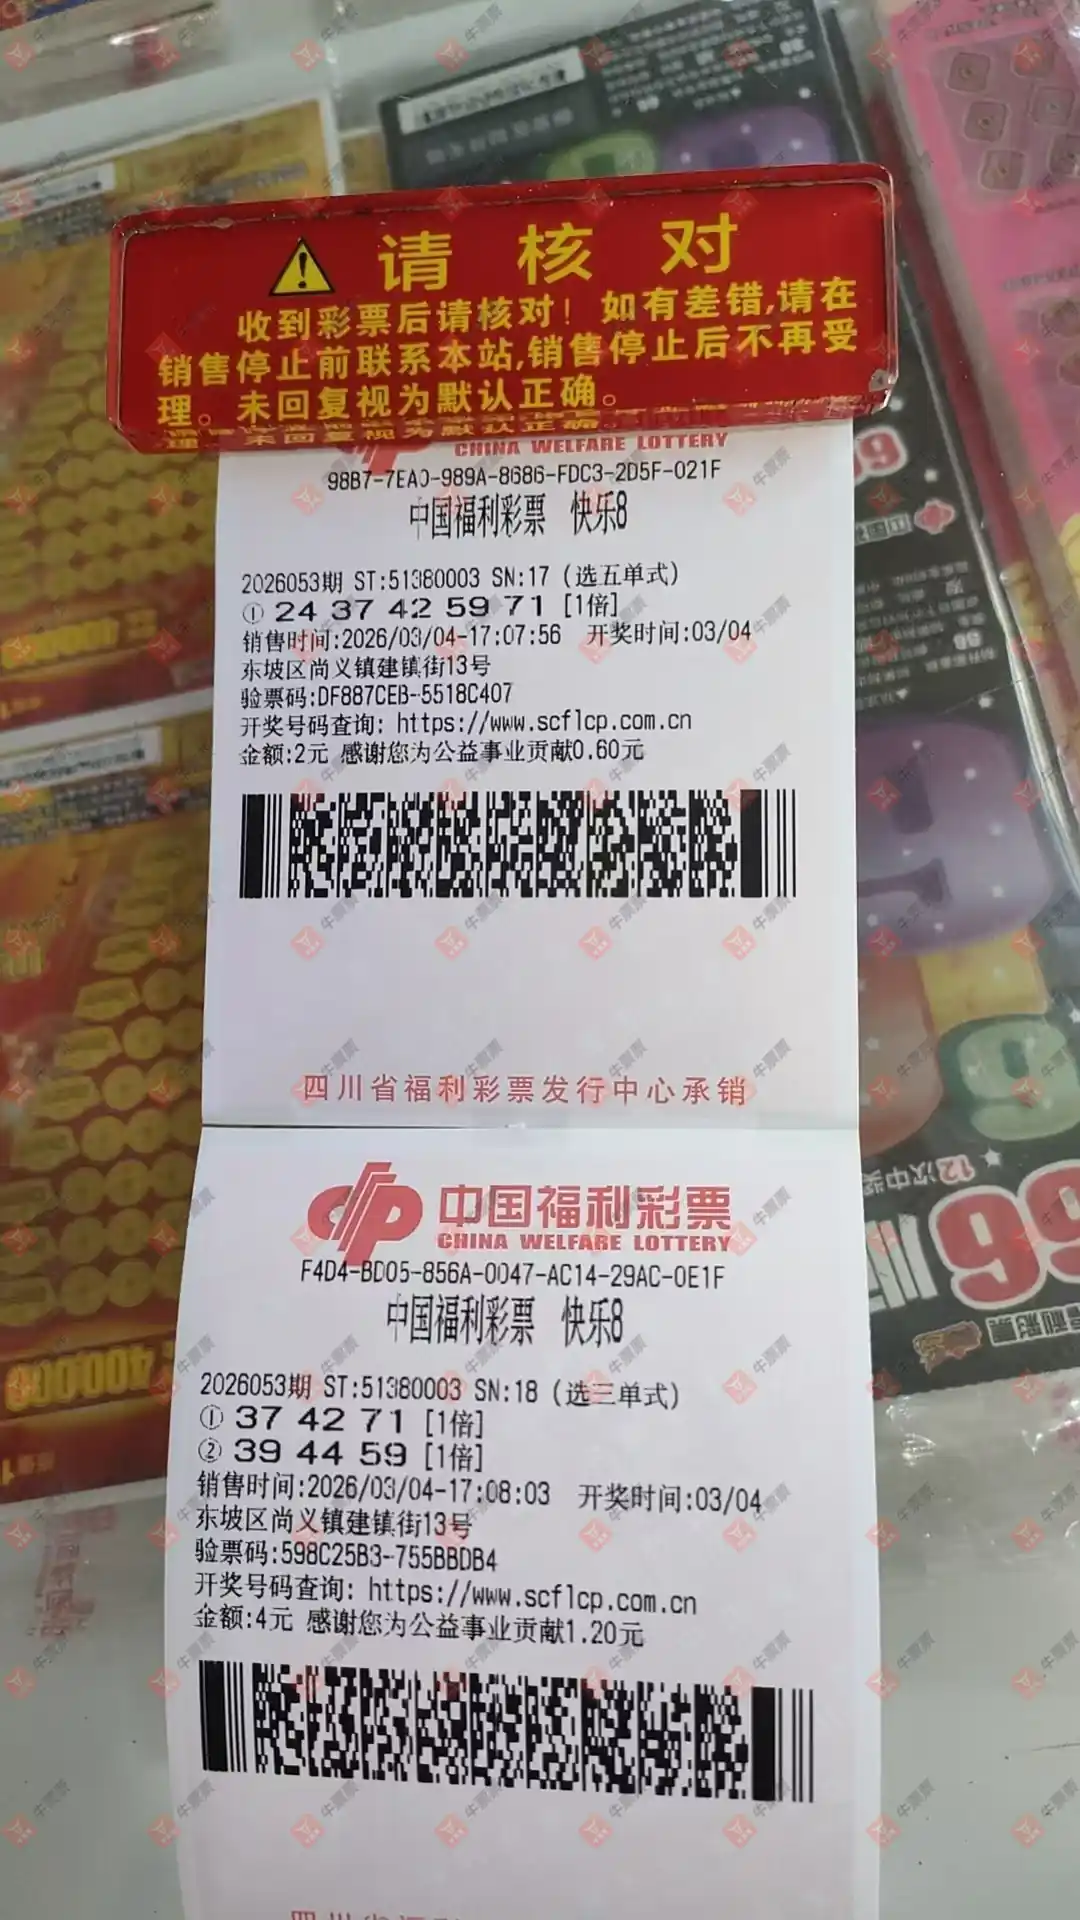 请核对
收到彩票后请核对！如有差错,请在
销售停止前联系本站,销售停止后不再受
理。未回复视为默认正确。
CHINA WELFARE LOTTERY
98B7-7EA0-989A-8686-FDC3-2D5F-021F
中国福利彩票 快乐8
2026053期 ST:51380003 SN:17 (选五单式)
① 24 37 42 59 71 [1倍]
销售时间:2026/03/04-17:07:56 开奖时间:03/04
东坡区尚义镇建镇街13号
验票码:DF887CEB-5518C407
开奖号码查询: https://www.scflcp.com.cn
金额:2元 感谢您为公益事业贡献0.60元
四川省福利彩票发行中心承销
中国福利彩票
CHINA WELFARE LOTTERY
F4D4-BD05-856A-0047-AC14-29AC-0E1F
中国福利彩票 快乐8
2026053期 ST:51380003 SN:18 (选三单式)
① 37 42 71 [1倍]
② 39 44 59 [1倍]
销售时间:2026/03/04-17:08:03 开奖时间:03/04
东坡区尚义镇建镇街13号
验票码:598C25B3-755BBDB4
开奖号码查询: https://www.scflcp.com.cn
金额:4元 感谢您为公益事业贡献1.20元
12次中奖
牛票票